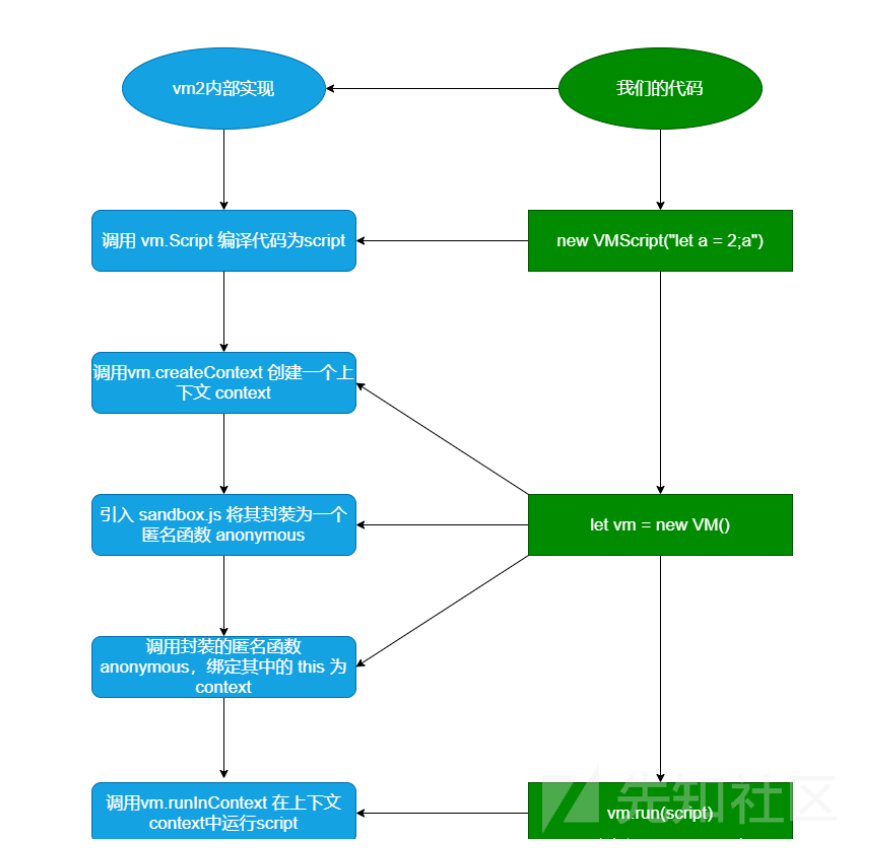 vm2内部实现
我们的代码
调用 vm.Script 编译代码为script
new VMScript("let a = 2;a")
调用vm.createContext 创建一个上
下文 context
引入 sandbox.js 将其封装为一个
匿名函数 anonymous
let vm = new VM()
调用封装的匿名函数
anonymous，绑定其中的 this 为
context
调用vm.runInContext 在上下文
context中运行script
vm.run(script)
先知社区